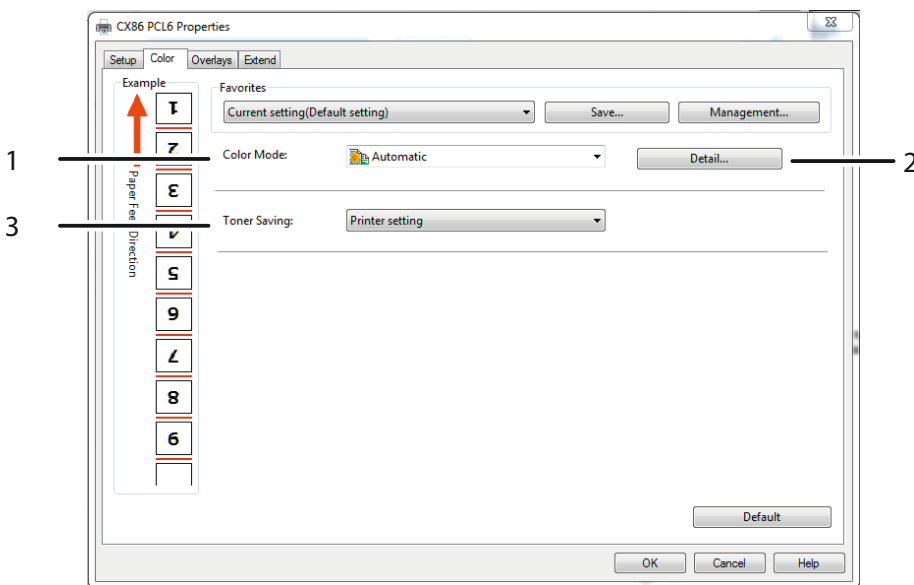 CX86 PCL6 Properties
Setup Color Overlays Extend
Example
Favorites
Current setting(Default setting) Save... Management...
1 Color Mode: Automatic Detail... 2
3 Toner Saving: Printer setting
Paper Feed Direction
1
2
3
4
5
6
7
8
9
Default
OK Cancel Help